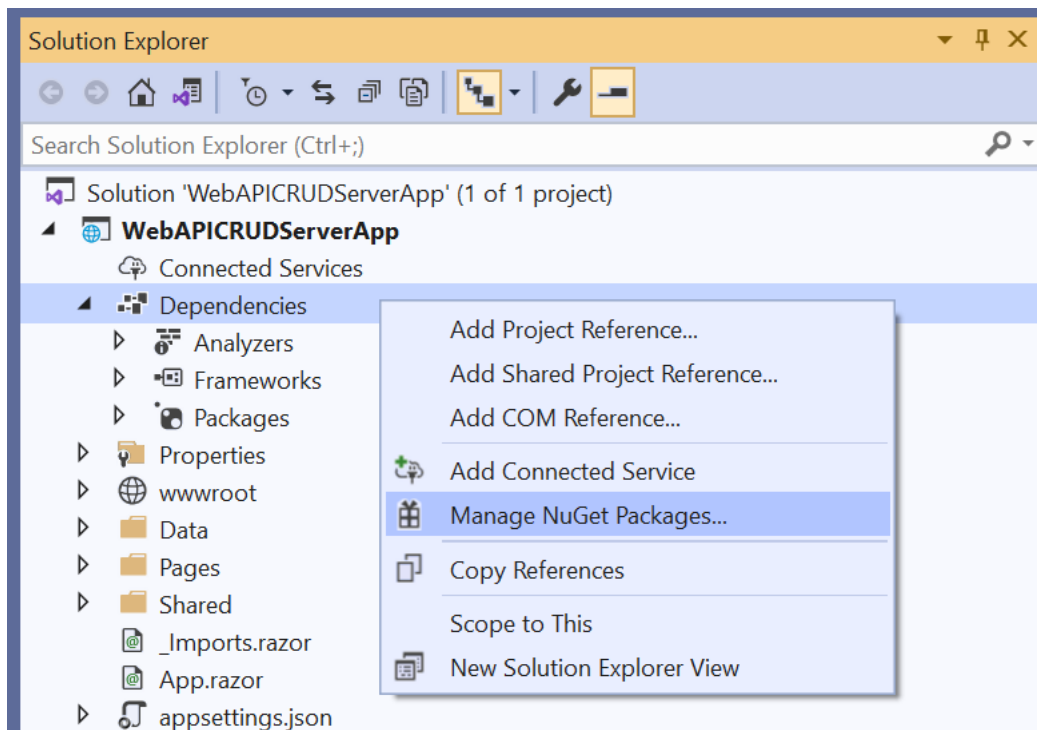 Solution Explorer
Search Solution Explorer (Ctrl+;)
Solution 'WebAPICRUDServerApp' (1 of 1 project)
WebAPICRUDServerApp
Connected Services
Dependencies
Analyzers
Frameworks
Packages
Properties
wwwroot
Data
Pages
Shared
_Imports.razor
App.razor
appsettings.json
Add Project Reference...
Add Shared Project Reference...
Add COM Reference...
Add Connected Service
Manage NuGet Packages...
Copy References
Scope to This
New Solution Explorer View